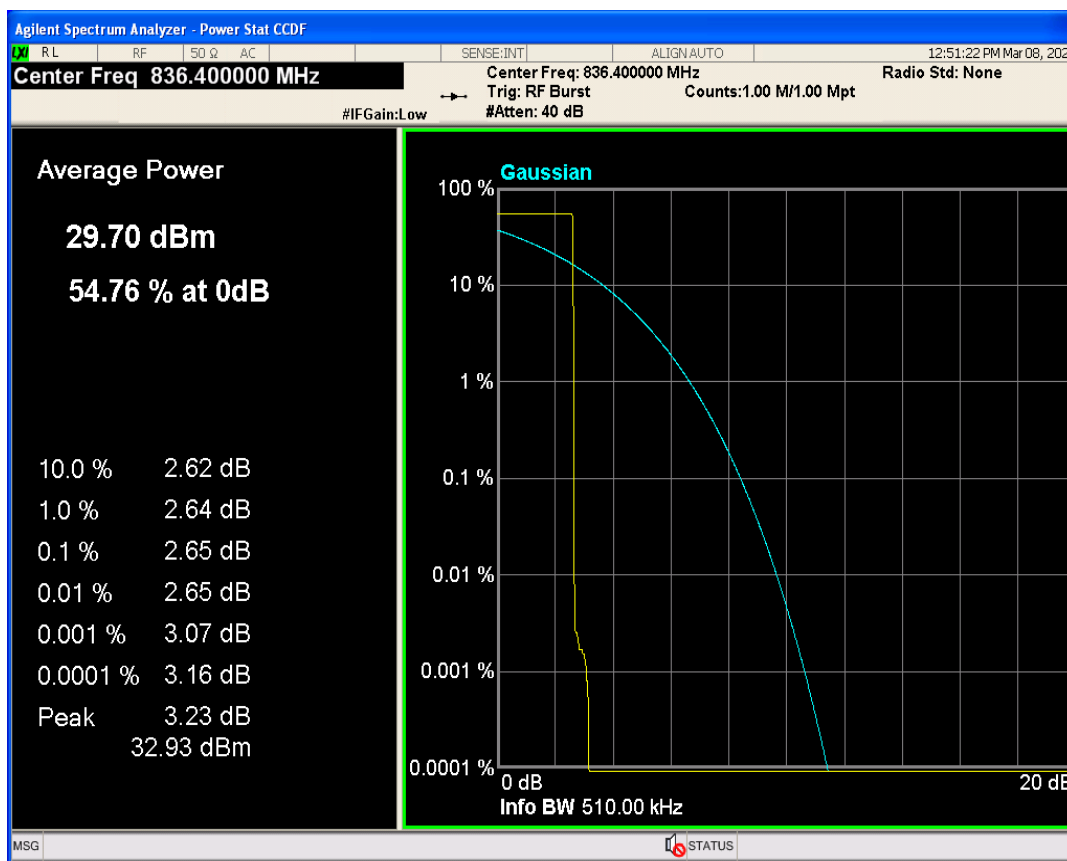 Agilent Spectrum Analyzer - Power Stat CCDF
LXI RL RF 50 Ω AC SENSE:INT ALIGN AUTO 12:51:22 PM Mar 08, 202
Center Freq 836.400000 MHz
Center Freq: 836.400000 MHz
Radio Std: None
Trig: RF Burst
Counts:1.00 M/1.00 Mpt
#IFGain:Low
#Atten: 40 dB
Average Power
29.70 dBm
54.76 % at 0dB
10.0 % 2.62 dB
1.0 % 2.64 dB
0.1 % 2.65 dB
0.01 % 2.65 dB
0.001 % 3.07 dB
0.0001 % 3.16 dB
Peak 3.23 dB
32.93 dBm
Gaussian
100 %
10 %
1 %
0.1 %
0.01 %
0.001 %
0.0001 %
0 dB
20 dB
Info BW 510.00 kHz
MSG
STATUS